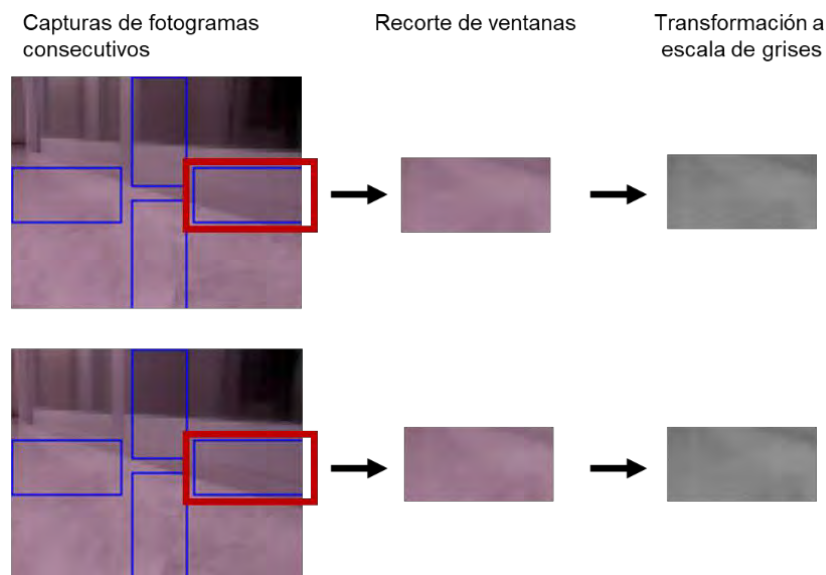 Capturas de fotogramas
consecutivos
Recorte de ventanas
Transformación a
escala de grises